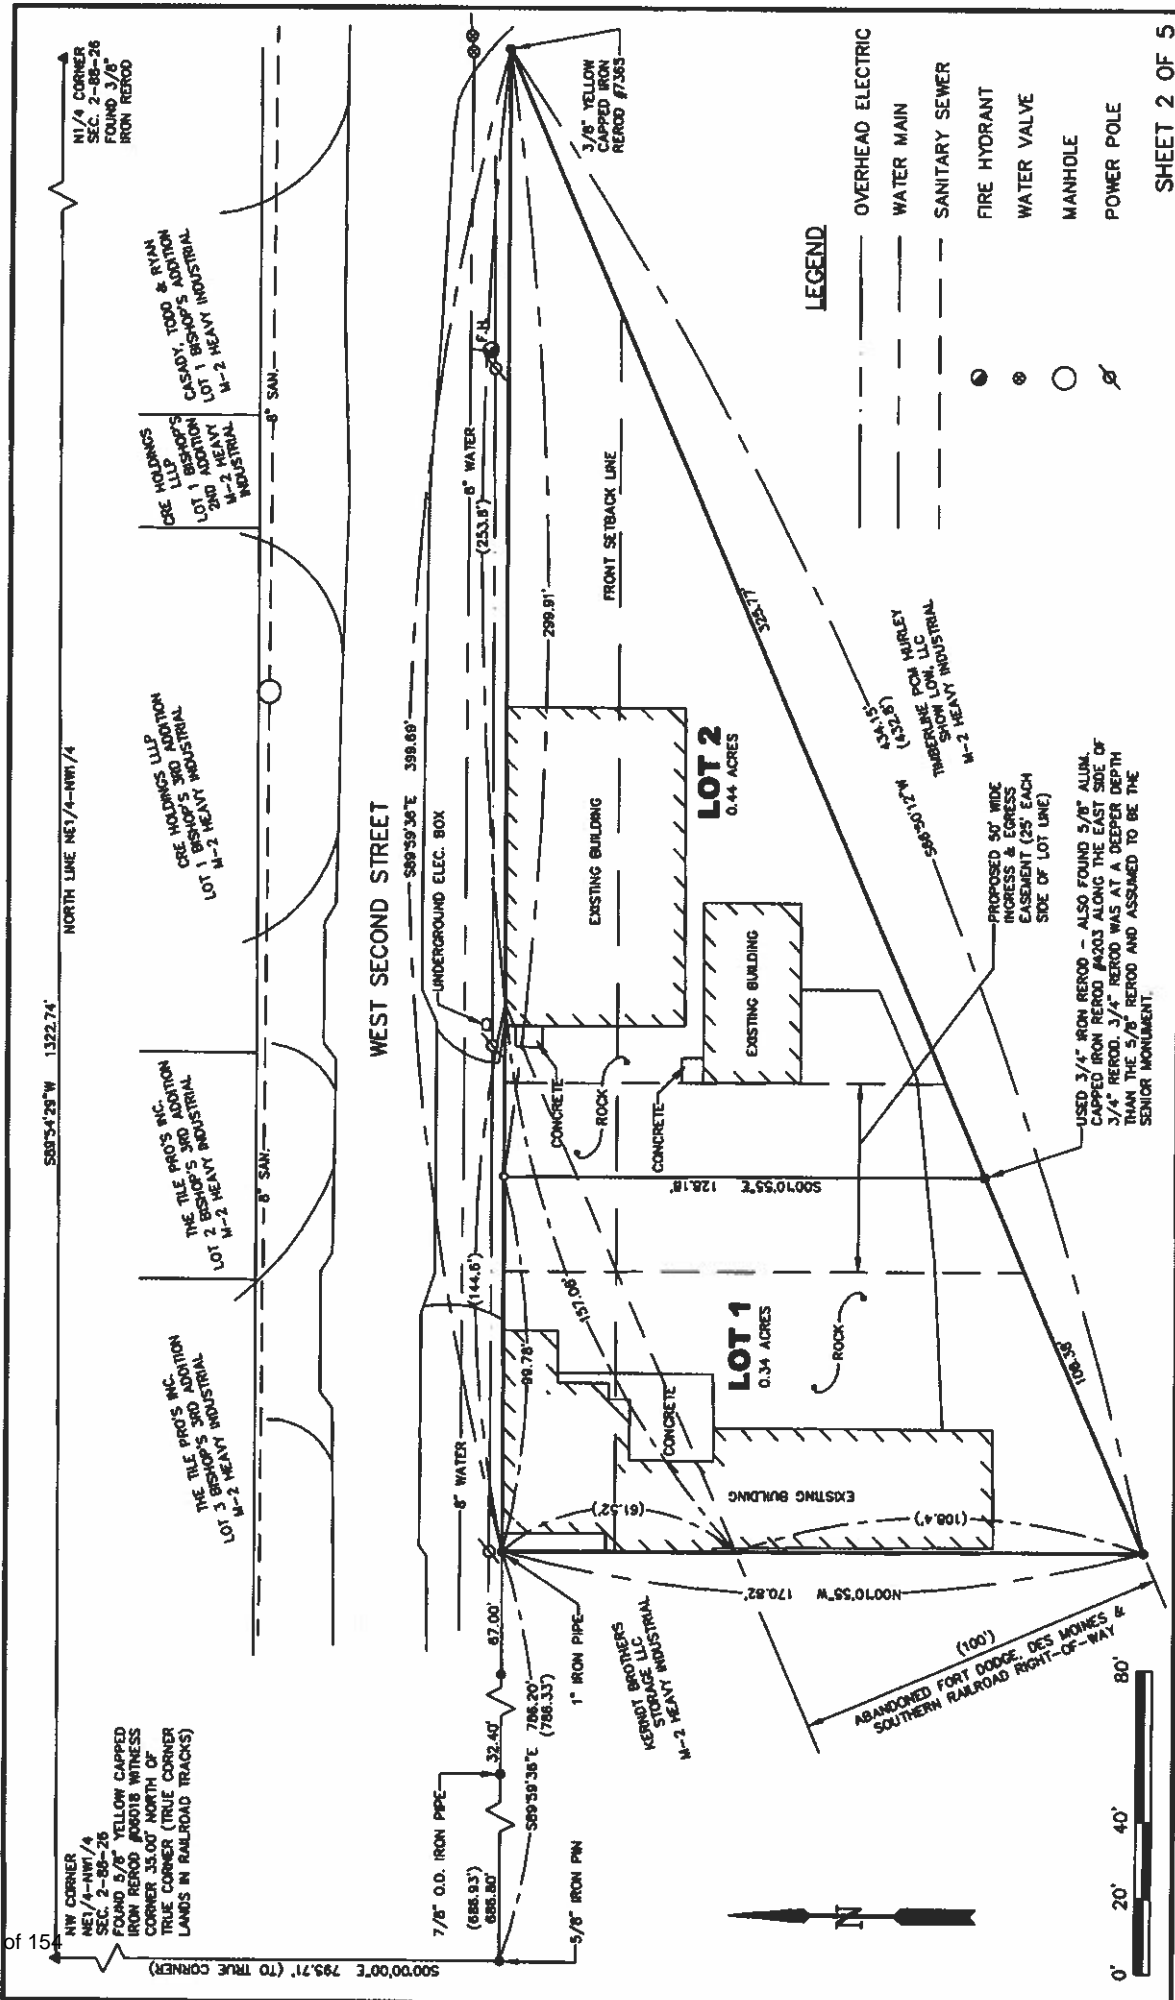 NW CORNER
NE1/4-NW1/4
SEC. 2-88-26
FOUND 5/8" YELLOW CAPPED
IRON REROD #06018 WITNESS
CORNER 35.00' NORTH OF
TRUE CORNER (TRUE CORNER
LANDS IN RAILROAD TRACKS)
S89°54'29"W 1322.74'
NORTH LINE NE1/4-NW1/4
N1/4 CORNER
SEC. 2-88-26
FOUND 3/8"
IRON REROD
S00°00'00"E 795.71' (TO TRUE CORNER)
THE TILE PRO'S INC.
LOT 3 BISHOP'S 3RD ADDITION
M-2 HEAVY INDUSTRIAL
THE TILE PRO'S INC.
LOT 2 BISHOP'S 3RD ADDITION
M-2 HEAVY INDUSTRIAL
CRE HOLDINGS LLLP
LOT 1 BISHOP'S 3RD ADDITION
M-2 HEAVY INDUSTRIAL
CRE HOLDINGS
LLLP
LOT 1 BISHOP'S
2ND ADDITION
M-2 HEAVY
INDUSTRIAL
CASADY, TODD & RYAN
LOT 1 BISHOP'S ADDITION
M-2 HEAVY INDUSTRIAL
8" SAN.
8" SAN.
WEST SECOND STREET
S89°59'36"E 399.69'
UNDERGROUND ELEC. BOX
8" WATER
8" WATER
(144.6')
(253.8')
F.H.
3/8" YELLOW
CAPPED IRON
REROD #7365
7/8" O.D. IRON PIPE
(686.93')
686.80'
32.40'
67.00'
S89°59'36"E 786.20'
(786.33')
5/8" IRON PIN
1" IRON PIPE
99.78'
299.91'
157.08'
FRONT SETBACK LINE
EXISTING BUILDING
LOT 2
0.44 ACRES
EXISTING BUILDING
CONCRETE
ROCK
CONCRETE
S00°10'55"E 128.18'
LOT 1
0.34 ACRES
ROCK
CONCRETE
EXISTING BUILDING
(61.52')
(108.4')
N00°10'55"W 170.82'
KERNDT BROTHERS
STORAGE LLC
M-2 HEAVY INDUSTRIAL
(100')
ABANDONED FORT DODGE, DES MOINES &
SOUTHERN RAILROAD RIGHT-OF-WAY
108.38'
325.77'
S66°50'12"W 434.15'
(432.8')
TIMBERLINE PCM HURLEY
SHOW LOW, LLC
M-2 HEAVY INDUSTRIAL
PROPOSED 50' WIDE
INGRESS & EGRESS
EASEMENT (25' EACH
SIDE OF LOT LINE)
USED 3/4" IRON REROD - ALSO FOUND 5/8" ALUM.
CAPPED IRON REROD #4203 ALONG THE EAST SIDE OF
3/4" REROD. 3/4" REROD WAS AT A DEEPER DEPTH
THAN THE 5/8" REROD AND ASSUMED TO BE THE
SENIOR MONUMENT.
LEGEND
OVERHEAD ELECTRIC
WATER MAIN
SANITARY SEWER
FIRE HYDRANT
WATER VALVE
MANHOLE
POWER POLE
N
0' 20' 40' 80'
SHEET 2 OF 5
of 154